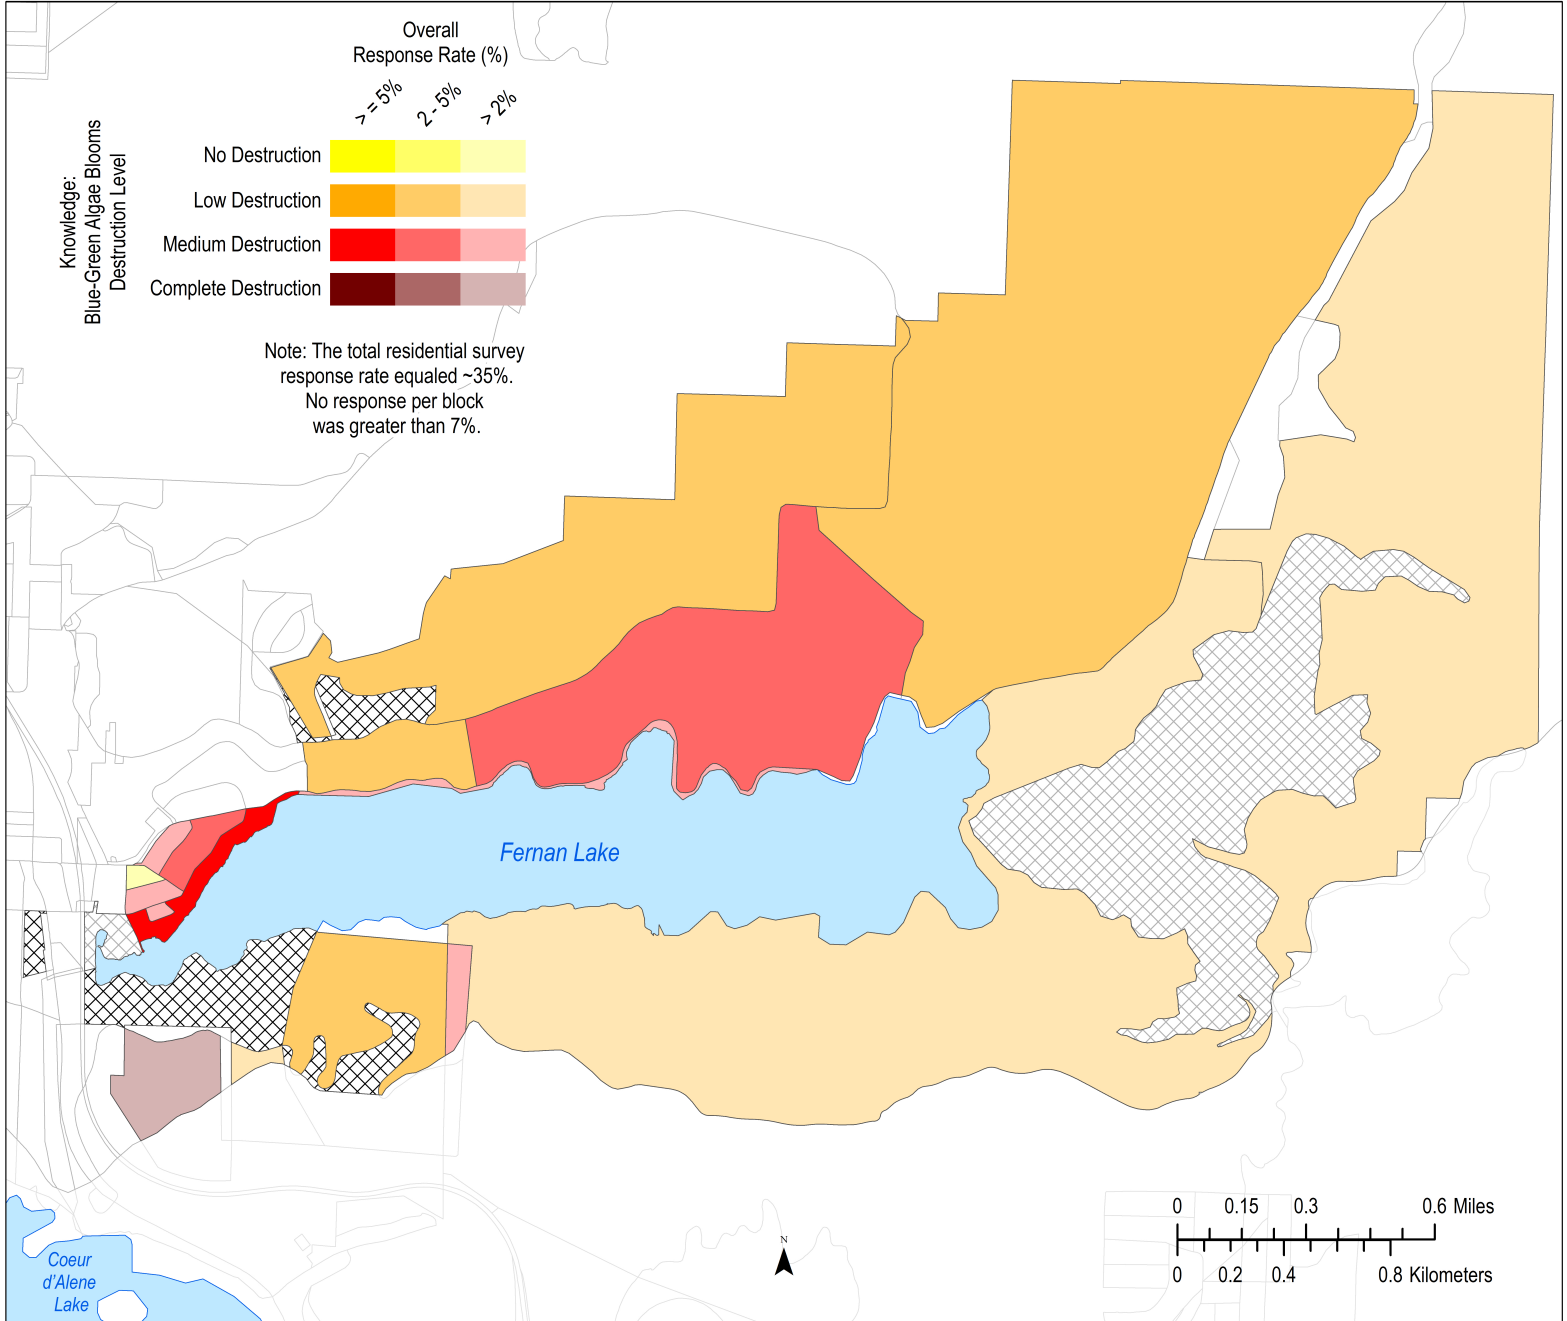 Overall
Response Rate (%)
> = 5%
2 - 5%
> 2%
Knowledge:
Blue-Green Algae Blooms
Destruction Level
No Destruction
Low Destruction
Medium Destruction
Complete Destruction
Note: The total residential survey
response rate equaled ~35%.
No response per block
was greater than 7%.
Fernan Lake
Coeur
d'Alene
Lake
N
0 0.15 0.3 0.6 Miles
0 0.2 0.4 0.8 Kilometers